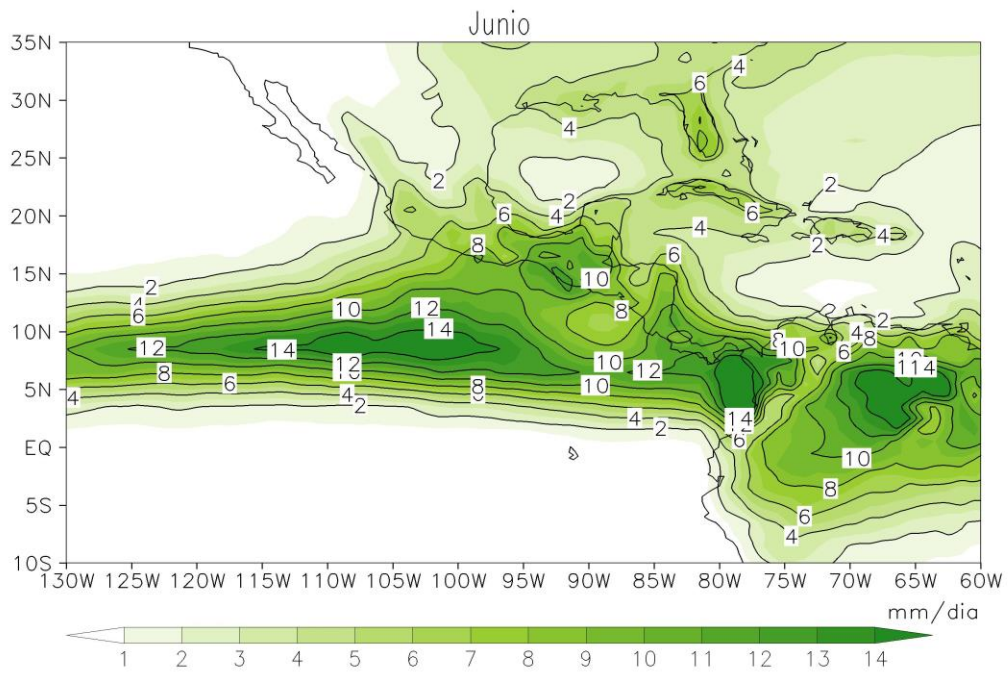 Junio
35N
30N
25N
20N
15N
10N
5N
EQ
5S
10S
130W 125W 120W 115W 110W 105W 100W 95W 90W 85W 80W 75W 70W 65W 60W
mm/dia
1 2 3 4 5 6 7 8 9 10 11 12 13 14
6 4
4
2 2
2
6 4 6 4 4
8 2
6
2 10
4 10 12 8 2 4 2
6 14 8 10 6 8
12 14 12 10 12 14
8 6 4 2 8 10
4 2 14
6 10
8
6
4